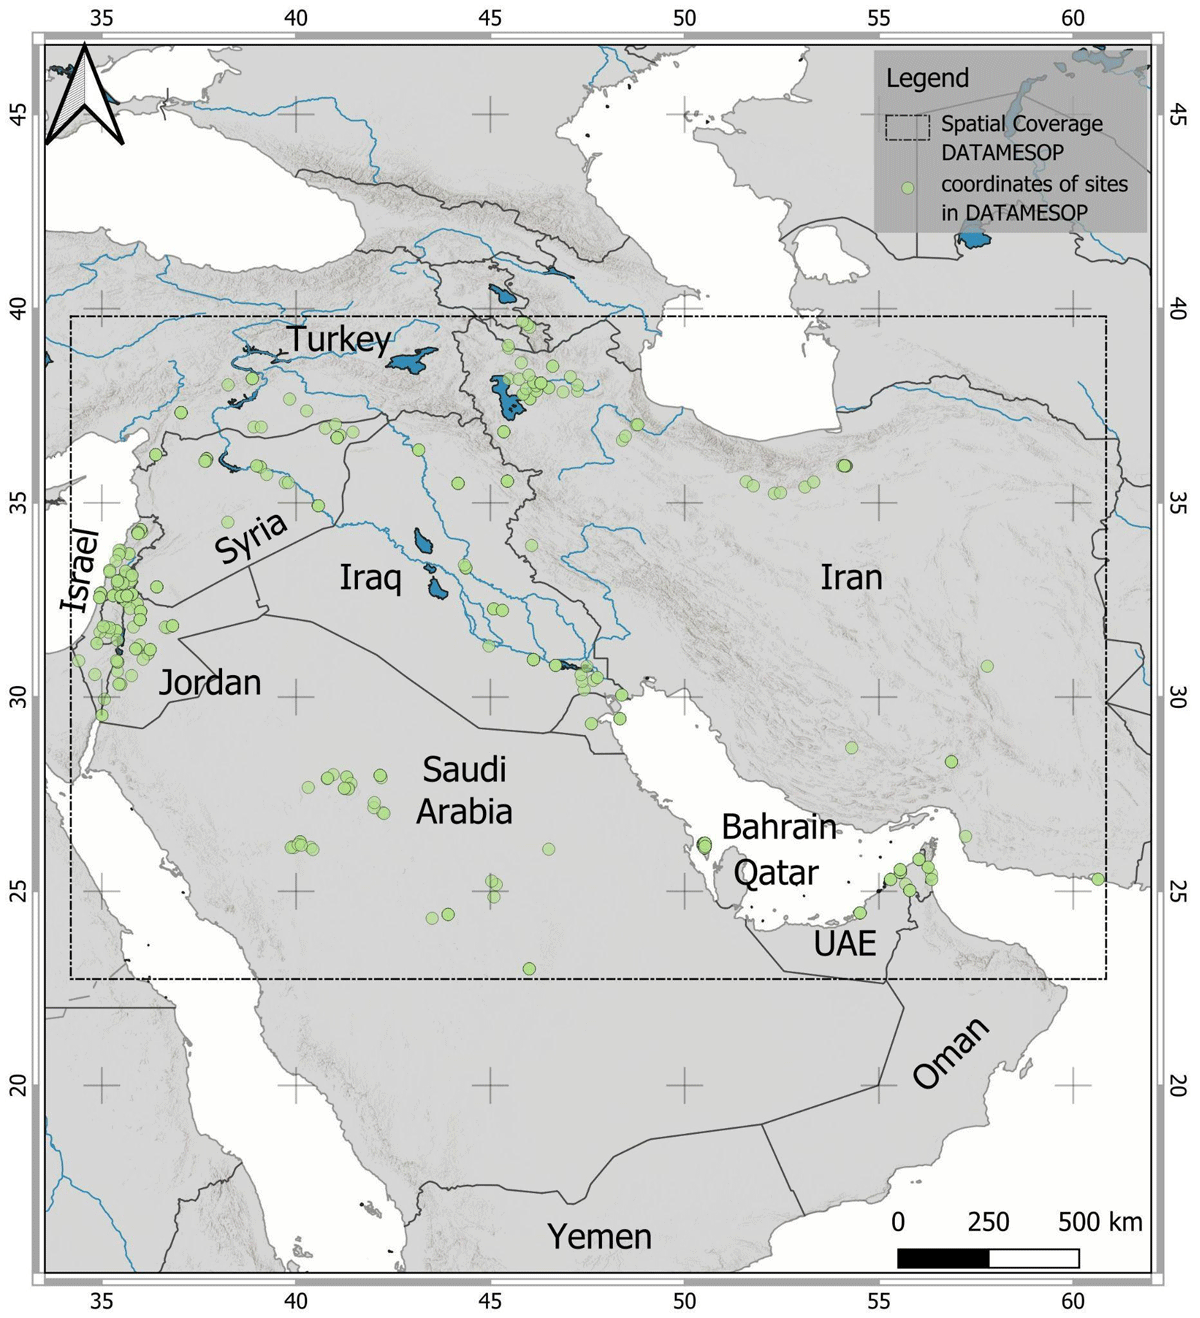 35 40 45 50 55 60
45 45
Legend
Spatial Coverage
DATAMESOP
coordinates of sites
in DATAMESOP
40 40
Turkey
35 35
Syria
Israel
Iraq
Iran
Jordan
30 30
Saudi
Arabia
Bahrain
Qatar
25 25
UAE
Oman
20 20
Yemen
0 250 500 km
35 40 45 50 55 60